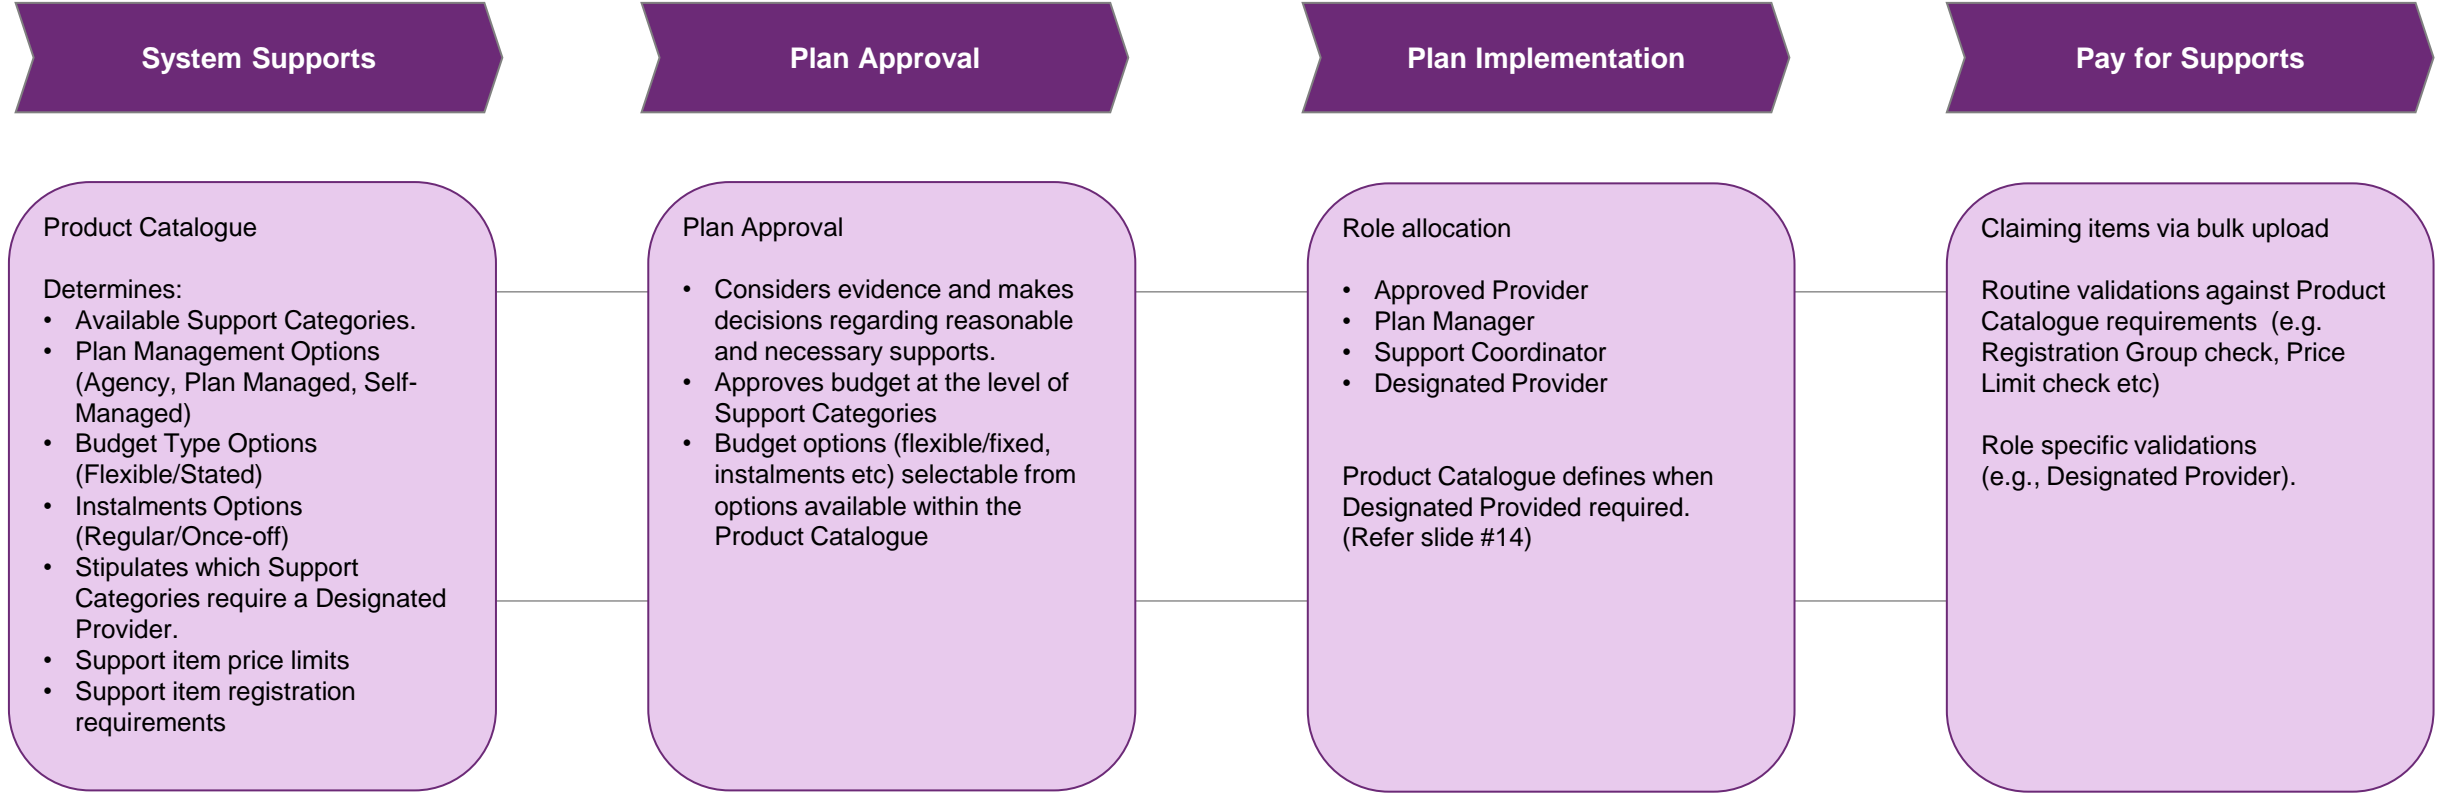 System Supports
Plan Approval
Plan Implementation
Pay for Supports
Product Catalogue
Determines:
• Available Support Categories.
• Plan Management Options
(Agency, Plan Managed, Self-
Managed)
• Budget Type Options
(Flexible/Stated)
• Instalments Options
(Regular/Once-off)
• Stipulates which Support
Categories require a Designated
Provider.
• Support item price limits
• Support item registration
requirements
Plan Approval
• Considers evidence and makes
decisions regarding reasonable
and necessary supports.
• Approves budget at the level of
Support Categories
• Budget options (flexible/fixed,
instalments etc) selectable from
options available within the
Product Catalogue
Role allocation
• Approved Provider
• Plan Manager
• Support Coordinator
• Designated Provider
Product Catalogue defines when
Designated Provided required.
(Refer slide #14)
Claiming items via bulk upload
Routine validations against Product
Catalogue requirements  (e.g.
Registration Group check, Price
Limit check etc)
Role specific validations
(e.g., Designated Provider).